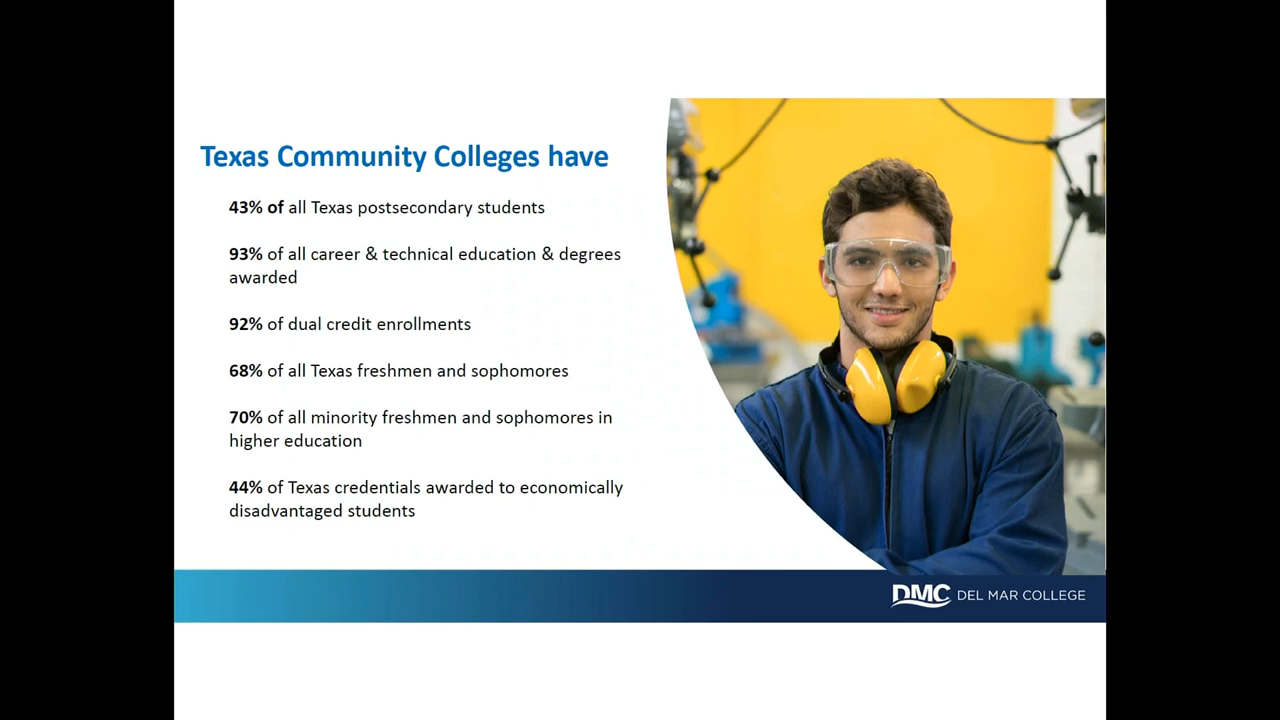 Texas Community Colleges have
43% of all Texas postsecondary students
93% of all career & technical education & degrees
awarded
92% of dual credit enrollments
68% of all Texas freshmen and sophomores
70% of all minority freshmen and sophomores in
higher education
44% of Texas credentials awarded to economically
disadvantaged students
DMC DEL MAR COLLEGE